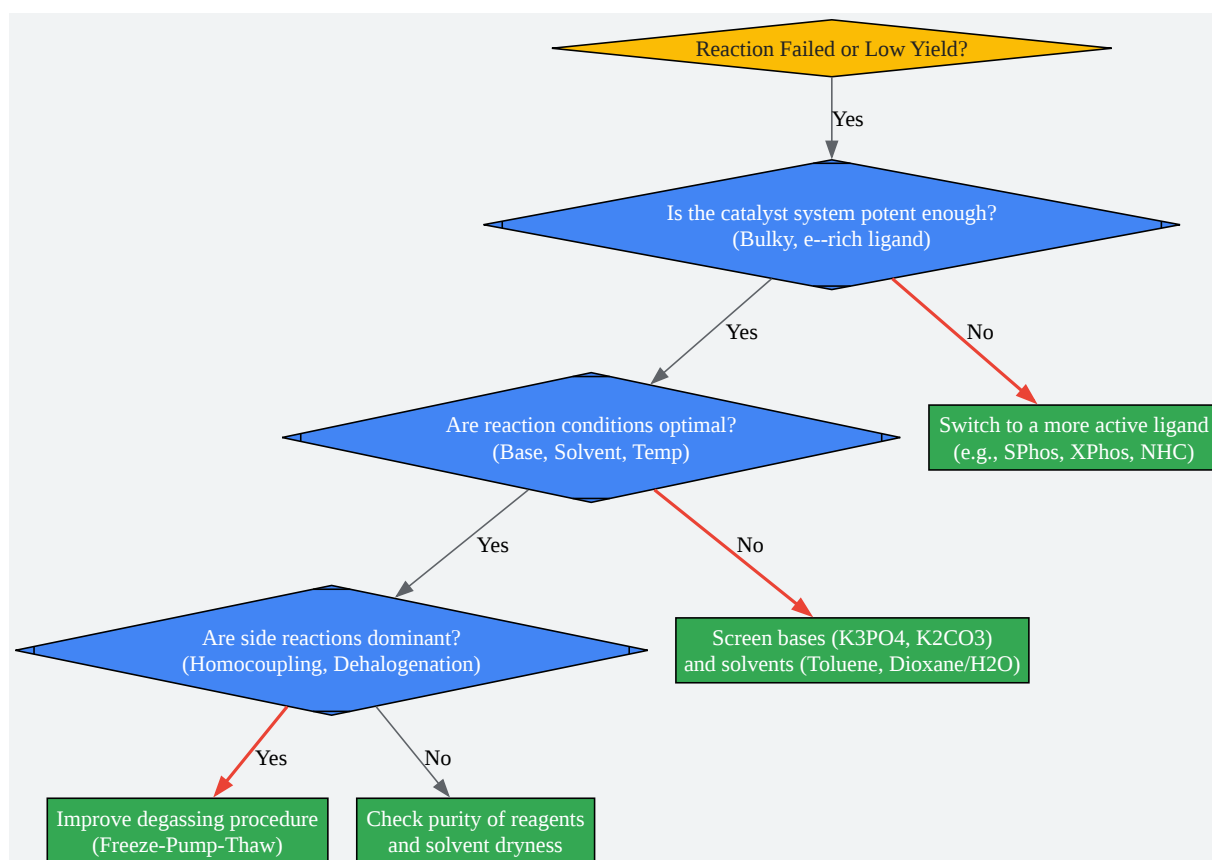 Reaction Failed or Low Yield?
Yes
Is the catalyst system potent enough?
(Bulky, e--rich ligand)
Yes
No
Are reaction conditions optimal?
(Base, Solvent, Temp)
Switch to a more active ligand
(e.g., SPhos, XPhos, NHC)
Yes
No
Are side reactions dominant?
(Homocoupling, Dehalogenation)
Screen bases (K3PO4, K2CO3)
and solvents (Toluene, Dioxane/H2O)
Yes
No
Improve degassing procedure
(Freeze-Pump-Thaw)
Check purity of reagents
and solvent dryness